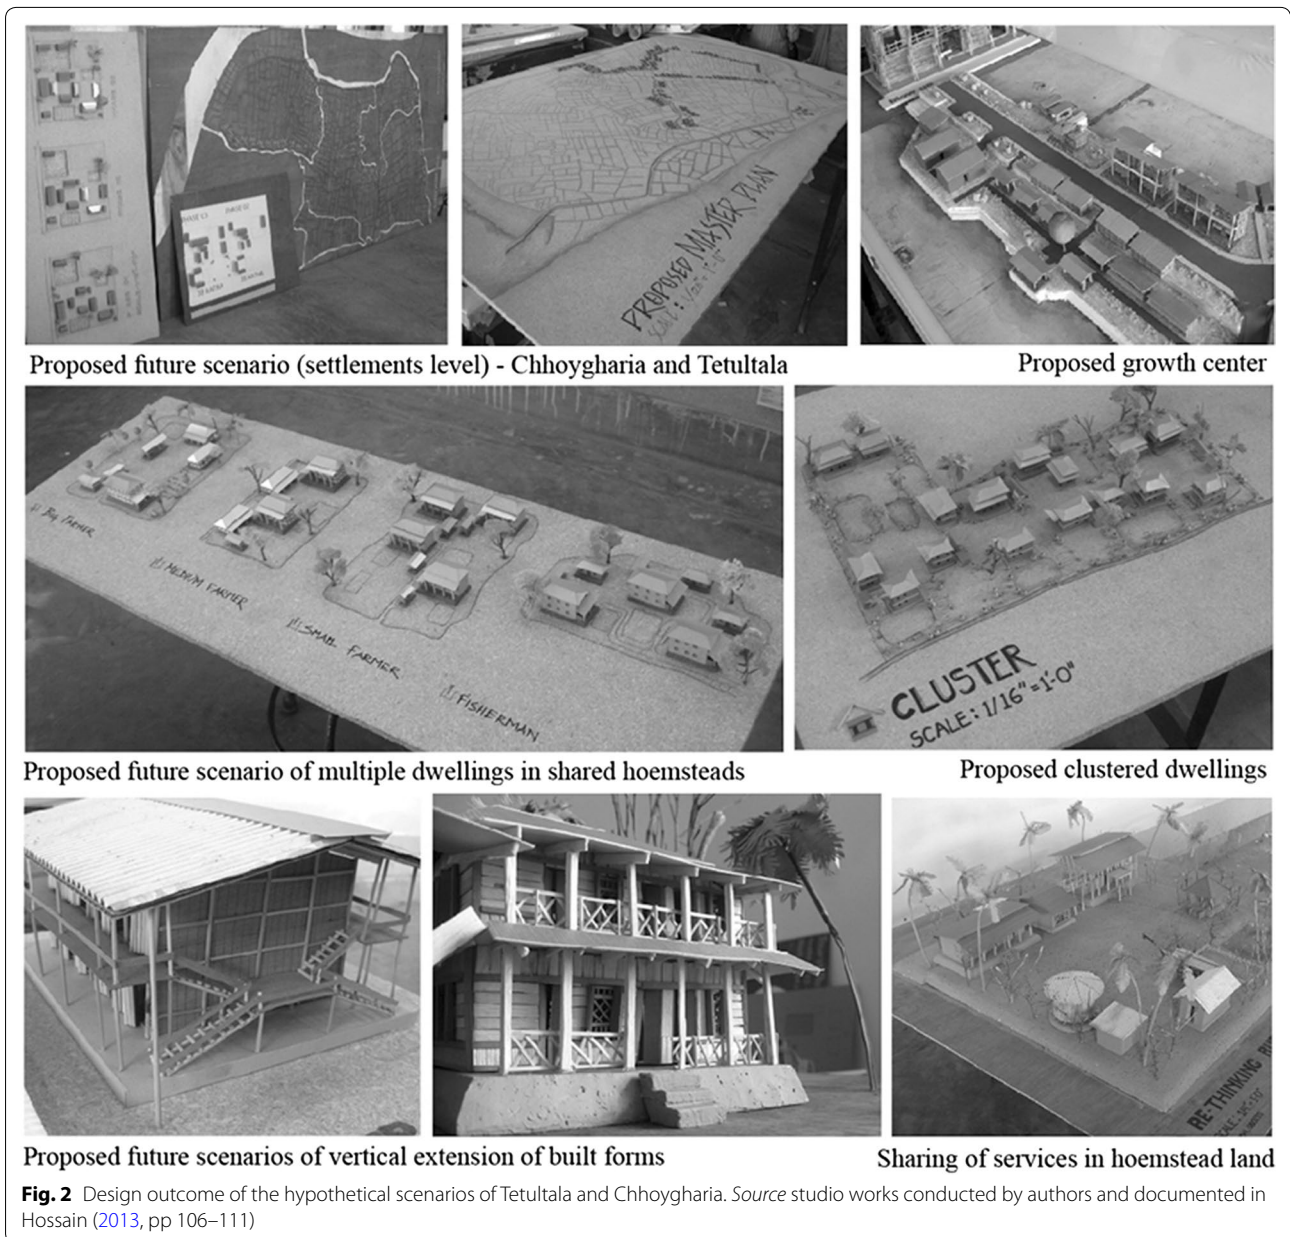 PROPOSED MASTER PLAN
Proposed future scenario (settlements level) - Chhoygharia and Tetultala
Proposed growth center
BIG FARMER
MEDIUM FARMER
SMALL FARMER
FISHERMAN
CLUSTER
SCALE: 1/16" = 1'-0"
Proposed future scenario of multiple dwellings in shared hoemsteads
Proposed clustered dwellings
RE-THINKING
Proposed future scenarios of vertical extension of built forms
Sharing of services in hoemstead land
Fig. 2 Design outcome of the hypothetical scenarios of Tetultala and Chhoygharia. Source studio works conducted by authors and documented in
Hossain (2013, pp 106–111)